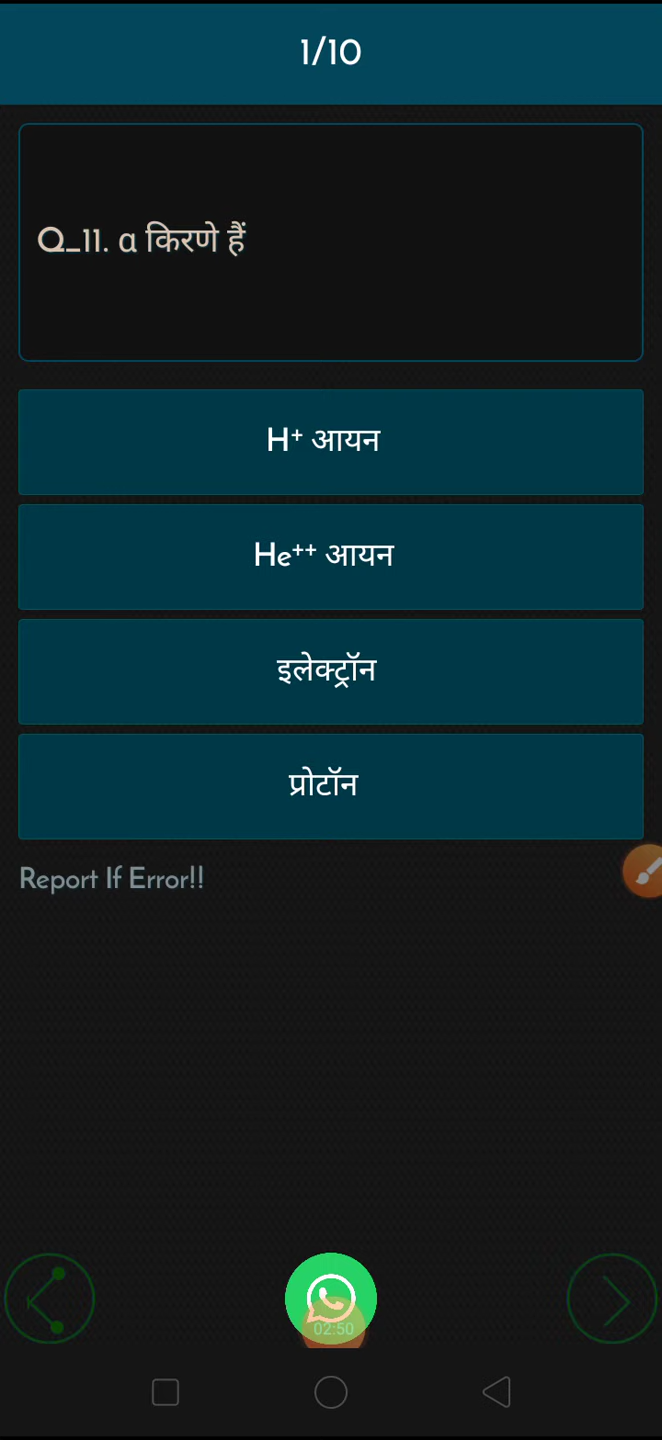 1/10
Q_11. α किरणे हैं
H⁺ आयन
He⁺⁺ आयन
इलेक्ट्रॉन
प्रोटॉन
Report If Error!!
02:50